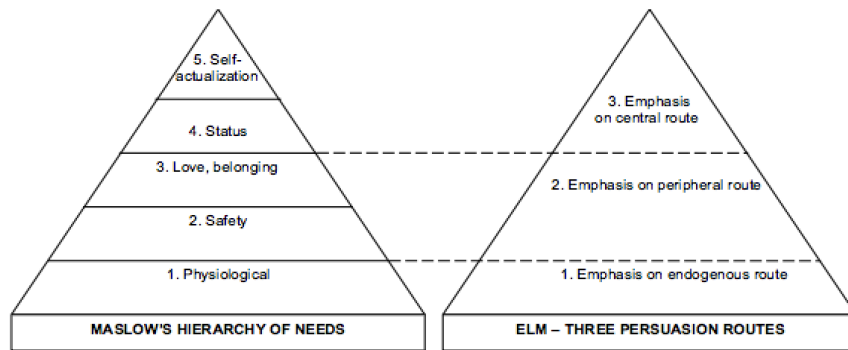 5. Self-
actualization
4. Status
3. Love, belonging
2. Safety
1. Physiological
MASLOW'S HIERARCHY OF NEEDS
3. Emphasis
on central route
2. Emphasis on peripheral route
1. Emphasis on endogenous route
ELM – THREE PERSUASION ROUTES